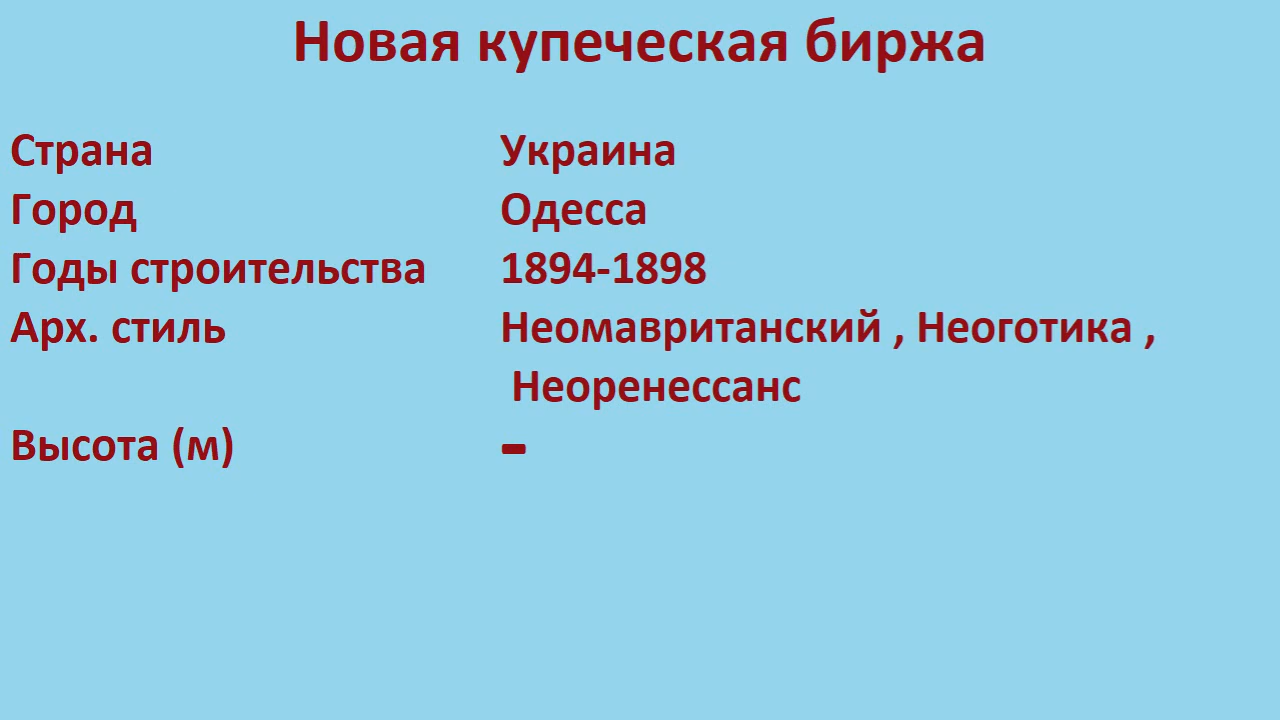 Новая купеческая биржа
Страна Украина
Город Одесса
Годы строительства 1894-1898
Арх. стиль Неомавританский , Неоготика ,
Неоренессанс
Высота (м) -